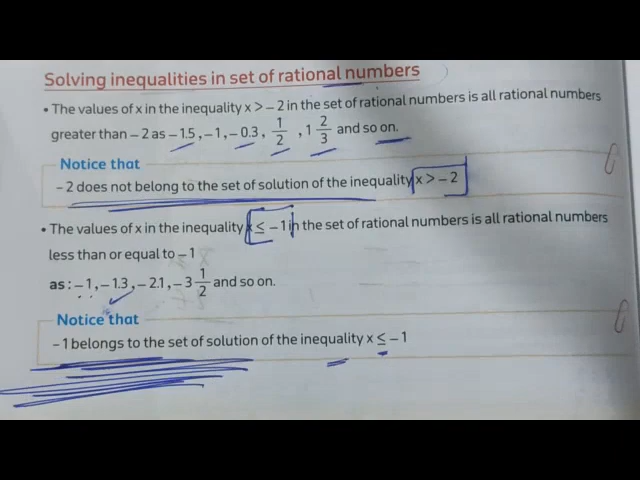 Solving inequalities in set of rational numbers
• The values of x in the inequality x > – 2 in the set of rational numbers is all rational numbers
greater than – 2 as – 1.5 , – 1 , – 0.3 , 1/2 , 1 2/3 and so on.
Notice that
– 2 does not belong to the set of solution of the inequality x > – 2
• The values of x in the inequality x ≤ – 1 in the set of rational numbers is all rational numbers
less than or equal to – 1
as : – 1 , – 1.3 , – 2.1 , – 3 1/2 and so on.
Notice that
– 1 belongs to the set of solution of the inequality x ≤ – 1